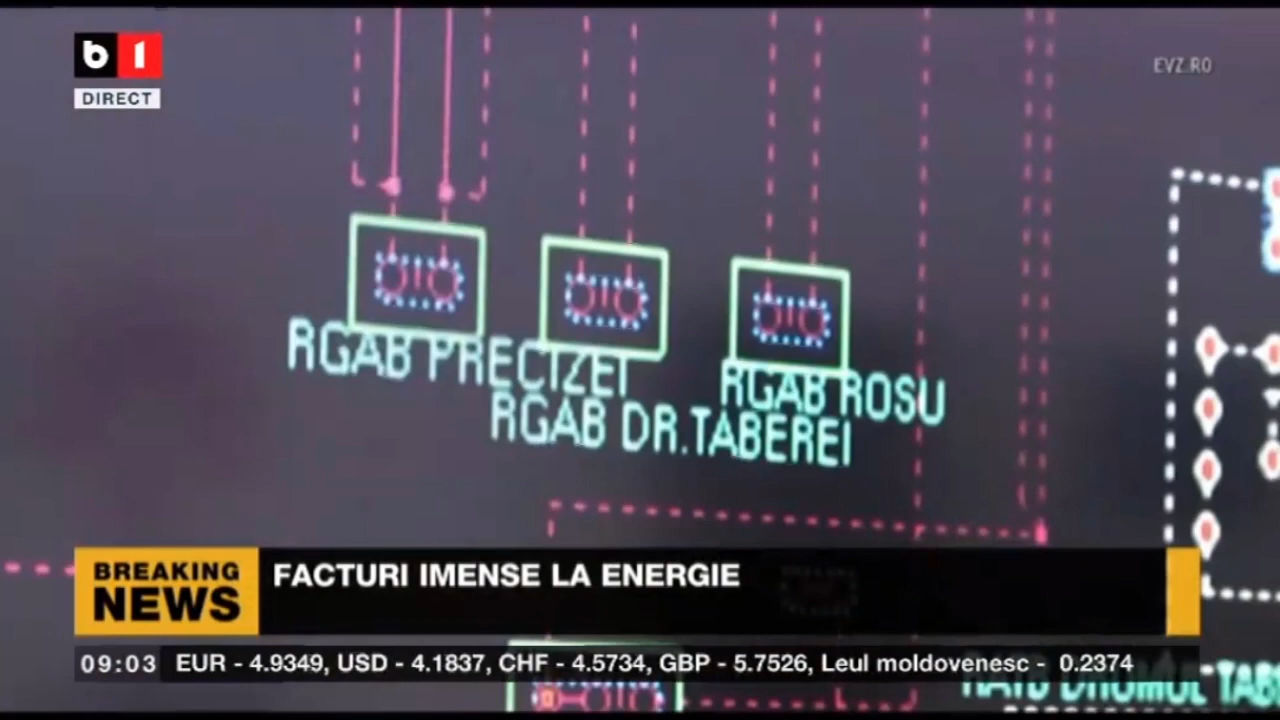 b 1
DIRECT
EVZ.RO
RGAB PRECIZEI
RGAB ROSU
RGAB DR.TABEREI
BREAKING
NEWS
FACTURI IMENSE LA ENERGIE
09:03 EUR - 4.9349, USD - 4.1837, CHF - 4.5734, GBP - 5.7526, Leul moldovenesc - 0.2374